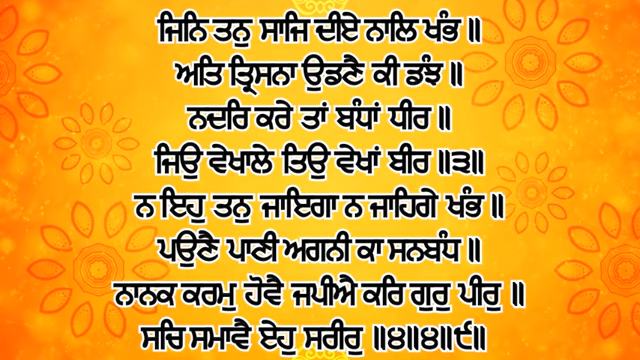 ਜਿਨਿ ਤਨੁ ਸਾਜਿ ਦੀਏ ਨਾਲਿ ਖੰਭ ॥
ਅਤਿ ਤ੍ਰਿਸਨਾ ਉਡਣੈ ਕੀ ਡੰਝ ॥
ਨਦਰਿ ਕਰੇ ਤਾਂ ਬੰਧਾਂ ਧੀਰ ॥
ਜਿਉ ਵੇਖਾਲੇ ਤਿਉ ਵੇਖਾਂ ਬੀਰ ॥੩॥
ਨ ਇਹੁ ਤਨੁ ਜਾਇਗਾ ਨ ਜਾਹਿਗੇ ਖੰਭ ॥
ਪਉਣੈ ਪਾਣੀ ਅਗਨੀ ਕਾ ਸਨਬੰਧ ॥
ਨਾਨਕ ਕਰਮੁ ਹੋਵੈ ਜਪੀਐ ਕਰਿ ਗੁਰੁ ਪੀਰੁ ॥
ਸਚਿ ਸਮਾਵੈ ਏਹੁ ਸਰੀਰੁ ॥੪॥੪॥੯॥